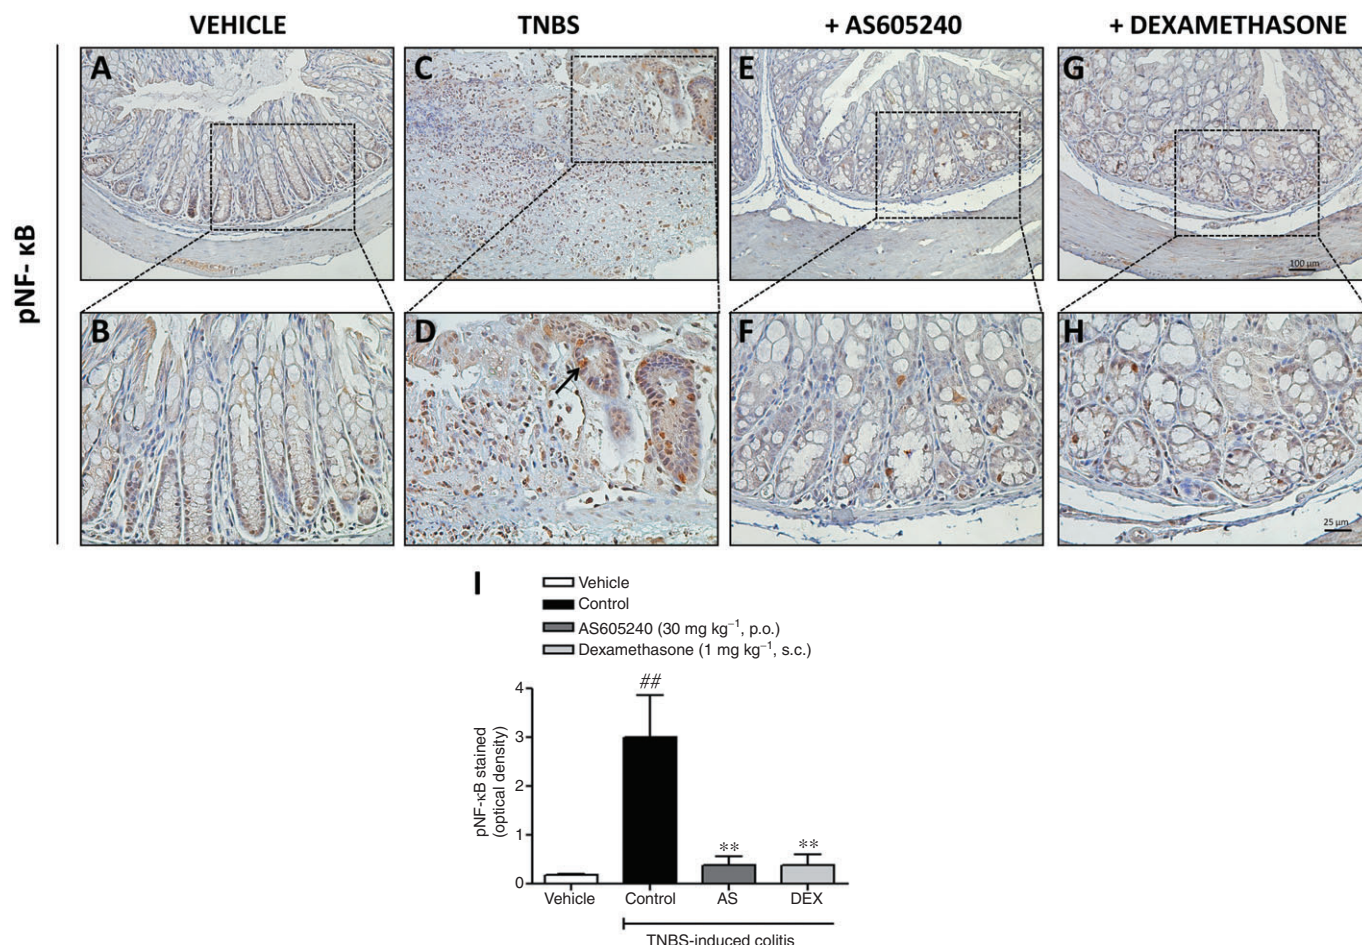 VEHICLE
TNBS
+ AS605240
+ DEXAMETHASONE
pNF- κB
A
C
E
G
100 µm
B
D
F
H
25 µm
I
Vehicle
Control
AS605240 (30 mg kg⁻¹, p.o.)
Dexamethasone (1 mg kg⁻¹, s.c.)
pNF-κB stained
(optical density)
4
3
2
1
0
##
**
**
Vehicle
Control
AS
DEX
TNBS-induced colitis